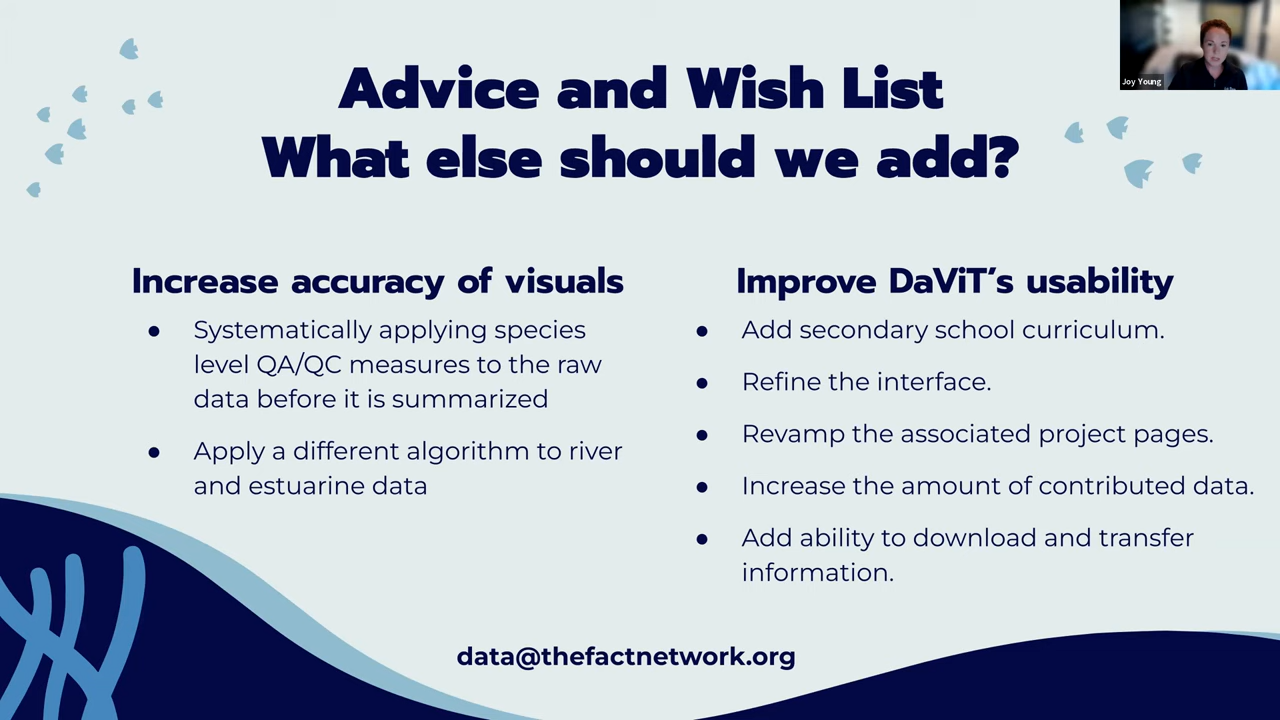 Advice and Wish List
What else should we add?
Joy Young
Increase accuracy of visuals
● Systematically applying species
level QA/QC measures to the raw
data before it is summarized
● Apply a different algorithm to river
and estuarine data
Improve DaViT’s usability
● Add secondary school curriculum.
● Refine the interface.
● Revamp the associated project pages.
● Increase the amount of contributed data.
● Add ability to download and transfer
information.
data@thefactnetwork.org